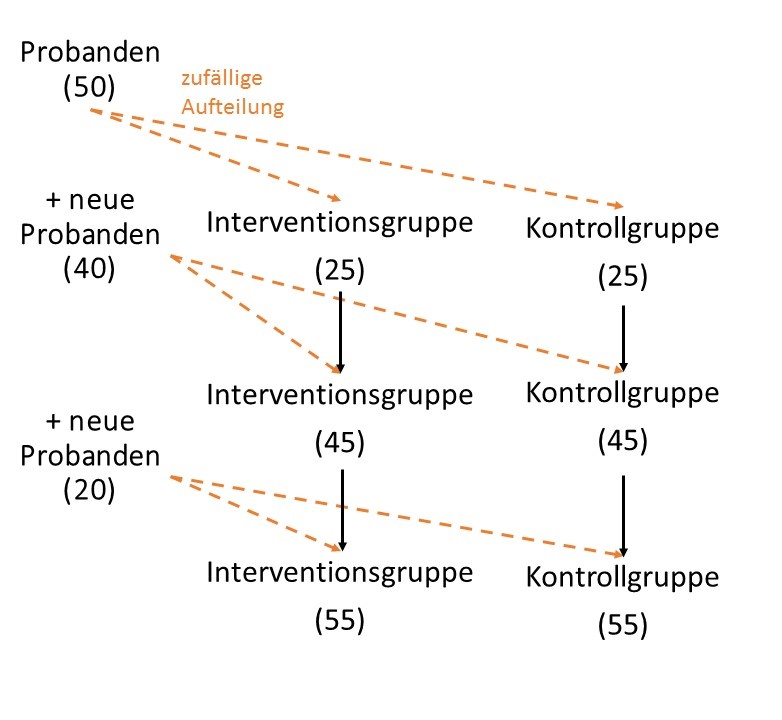 Probanden
(50)
zufällige
Aufteilung
+ neue
Probanden
(40)
Interventionsgruppe
(25)
Kontrollgruppe
(25)
Interventionsgruppe
(45)
Kontrollgruppe
(45)
+ neue
Probanden
(20)
Interventionsgruppe
(55)
Kontrollgruppe
(55)